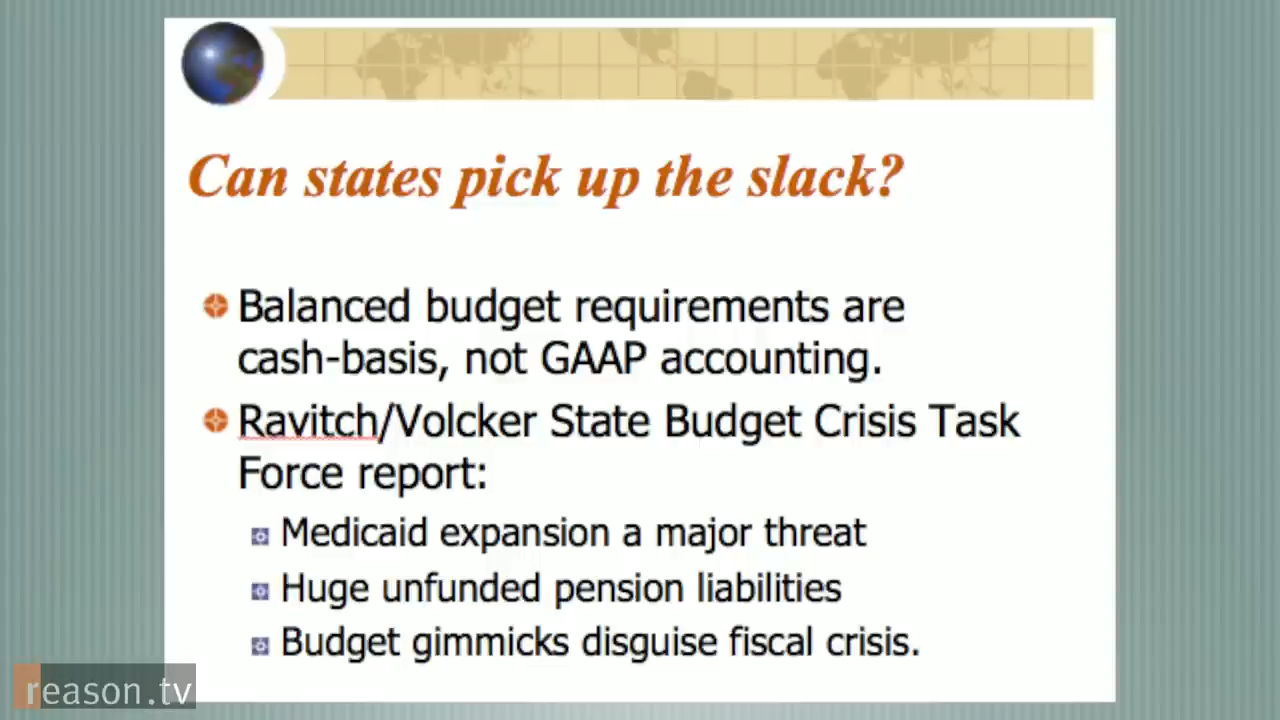 Can states pick up the slack?
Balanced budget requirements are
cash-basis, not GAAP accounting.
Ravitch/Volcker State Budget Crisis Task
Force report:
Medicaid expansion a major threat
Huge unfunded pension liabilities
Budget gimmicks disguise fiscal crisis.
reason.tv